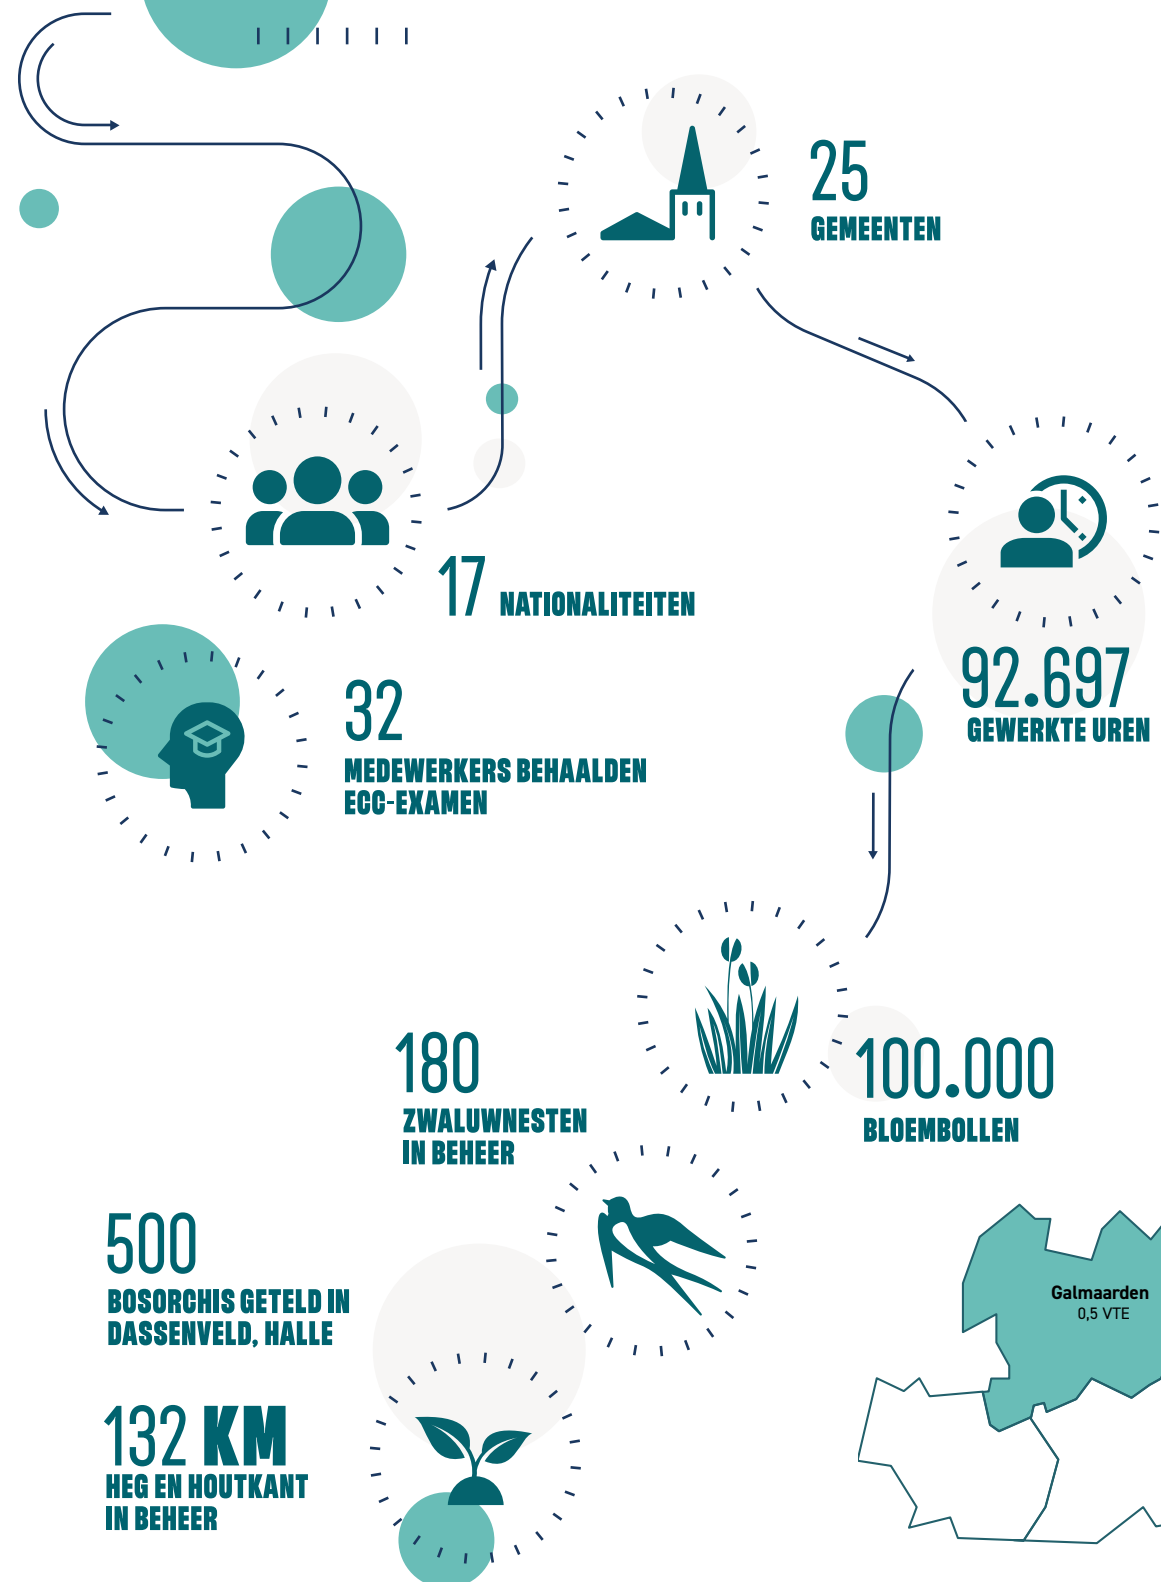 25
GEMEENTEN
17 NATIONALITEITEN
92.697
GEWERKTE UREN
32
MEDEWERKERS BEHAALDEN
ECC-EXAMEN
100.000
BLOEMBOLLEN
180
ZWALUWNESTEN
IN BEHEER
500
BOSORCHIS GETELD IN
DASSENVELD, HALLE
Galmaarden
0,5 VTE
132 KM
HEG EN HOUTKANT
IN BEHEER